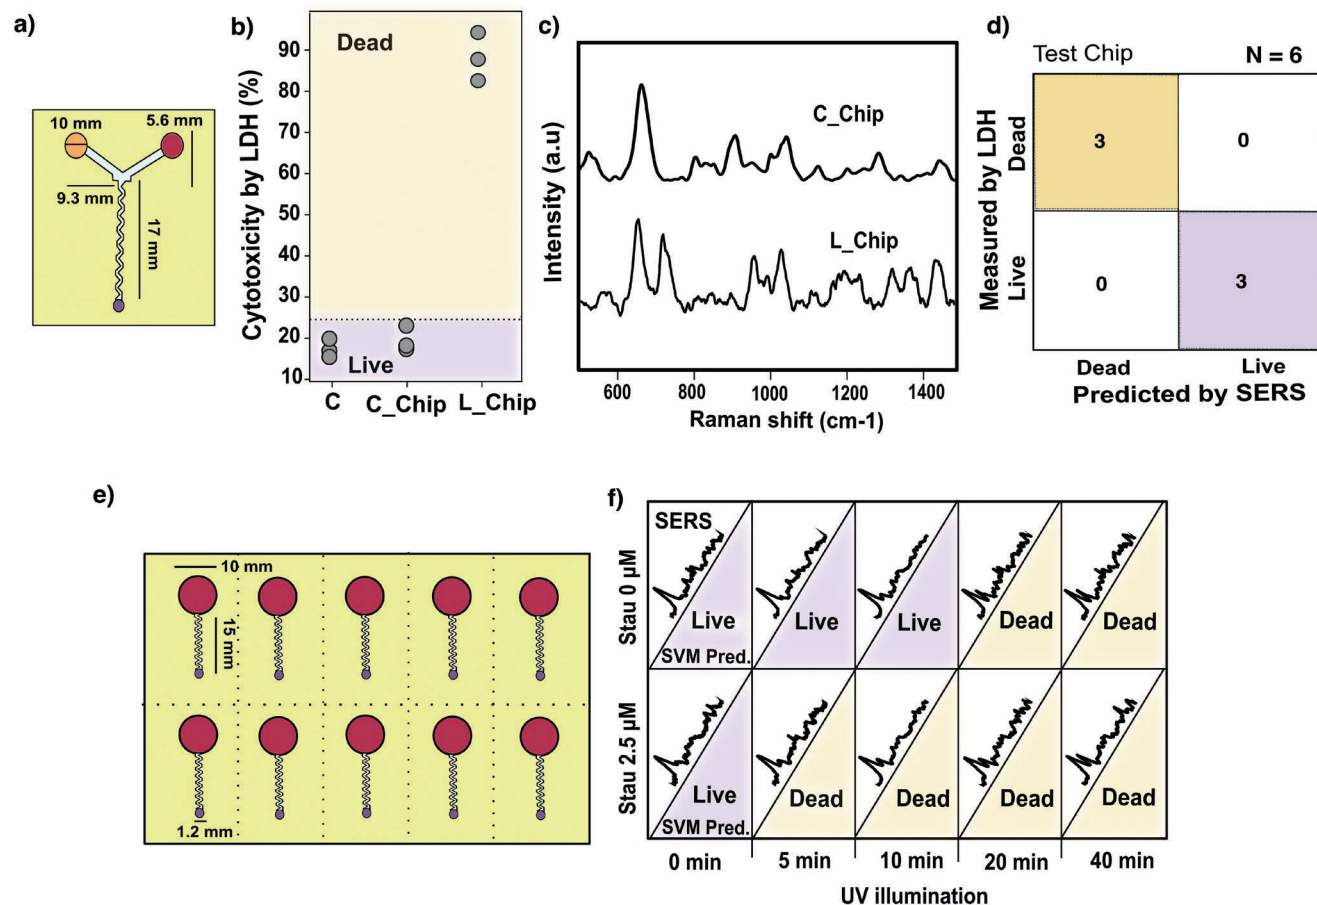 a)
10 mm
5.6 mm
9.3 mm
17 mm
b)
Cytotoxicity by LDH (%)
90
80
70
60
50
40
30
20
10
Dead
Live
C
C_Chip
L_Chip
c)
Intensity (a.u)
C_Chip
L_Chip
600
800
1000
1200
1400
Raman shift (cm-1)
d)
Test Chip
N = 6
Measured by LDH
Dead
Live
3
0
0
3
Dead
Live
Predicted by SERS
e)
10 mm
15 mm
1.2 mm
f)
Stau 0 µM
SERS
Live
Live
Live
Dead
Dead
SVM Pred.
Stau 2.5 µM
Live
Dead
Dead
Dead
Dead
SVM Pred.
0 min
5 min
10 min
20 min
40 min
UV illumination